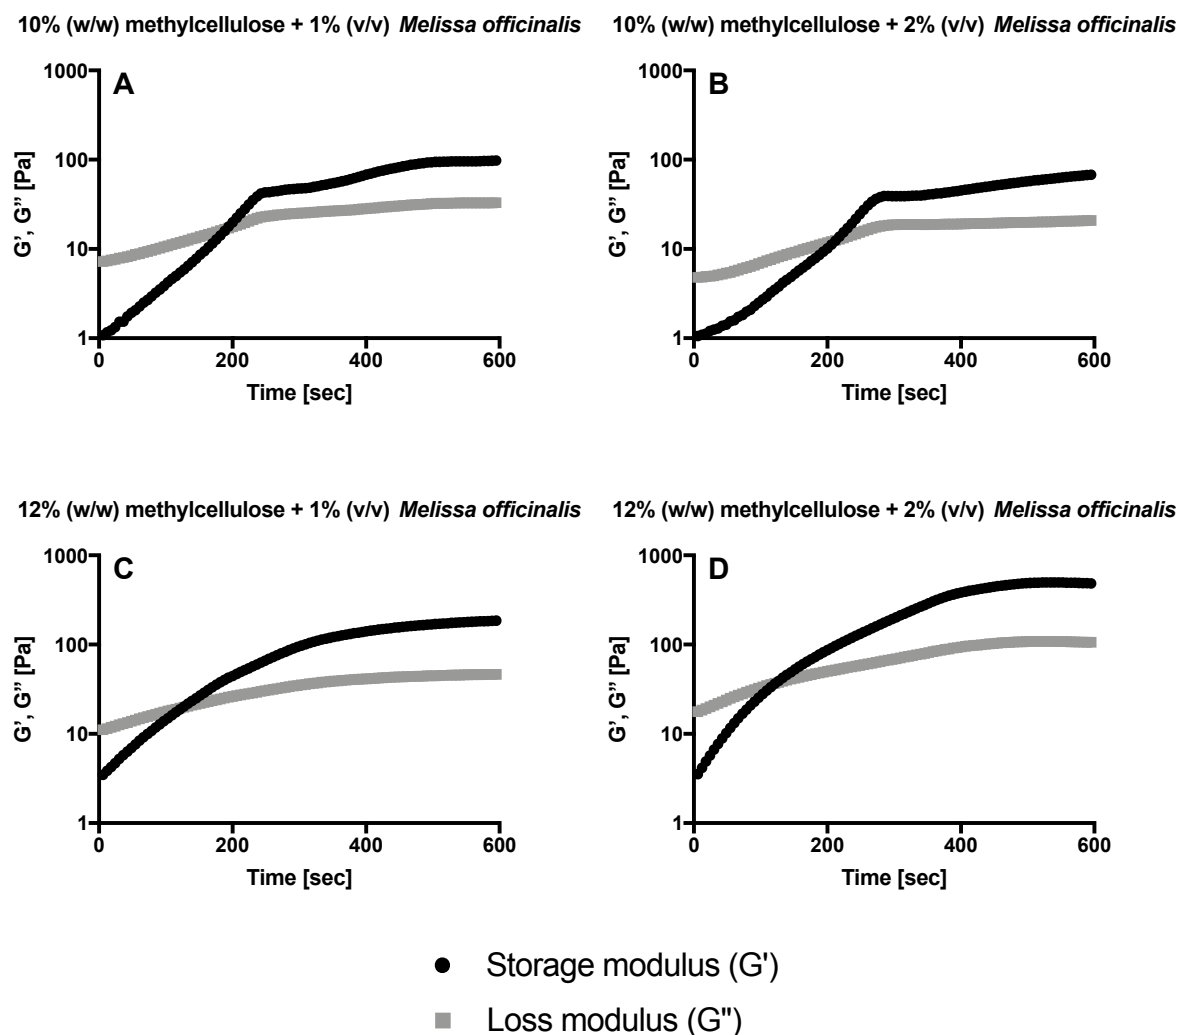 10% (w/w) methylcellulose + 1% (v/v) Melissa officinalis
A
G’, G” [Pa]
1000
100
10
1
0 200 400 600
Time [sec]
10% (w/w) methylcellulose + 2% (v/v) Melissa officinalis
B
G’, G” [Pa]
1000
100
10
1
0 200 400 600
Time [sec]
12% (w/w) methylcellulose + 1% (v/v) Melissa officinalis
C
G’, G” [Pa]
1000
100
10
1
0 200 400 600
Time [sec]
12% (w/w) methylcellulose + 2% (v/v) Melissa officinalis
D
G’, G” [Pa]
1000
100
10
1
0 200 400 600
Time [sec]
Storage modulus (G')
Loss modulus (G")